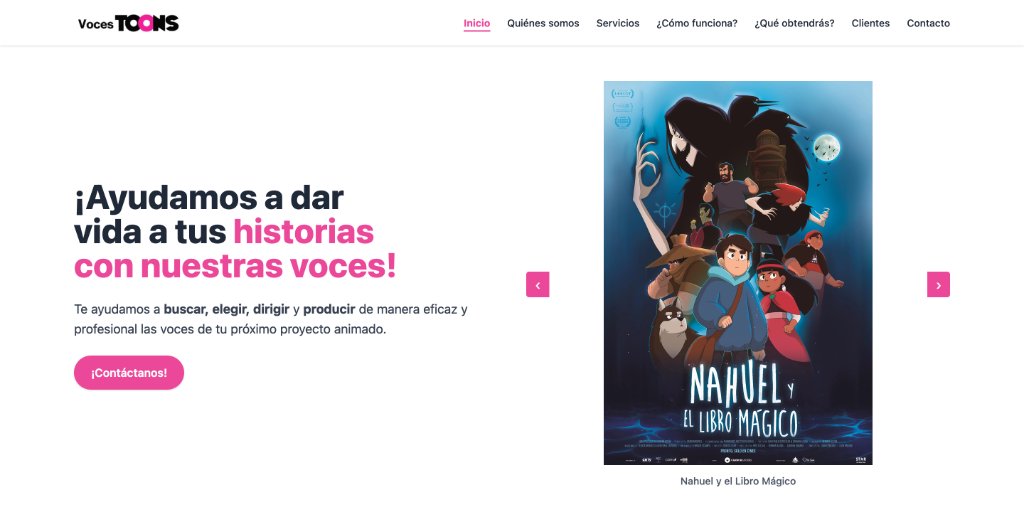 Voces TOONS
Inicio Quiénes somos Servicios ¿Cómo funciona? ¿Qué obtendrás? Clientes Contacto
¡Ayudamos a dar
vida a tus historias
con nuestras voces!
Te ayudamos a buscar, elegir, dirigir y producir de manera eficaz y
profesional las voces de tu próximo proyecto animado.
¡Contáctanos!
‹
›
NAHUEL Y
EL LIBRO MÁGICO
Nahuel y el Libro Mágico